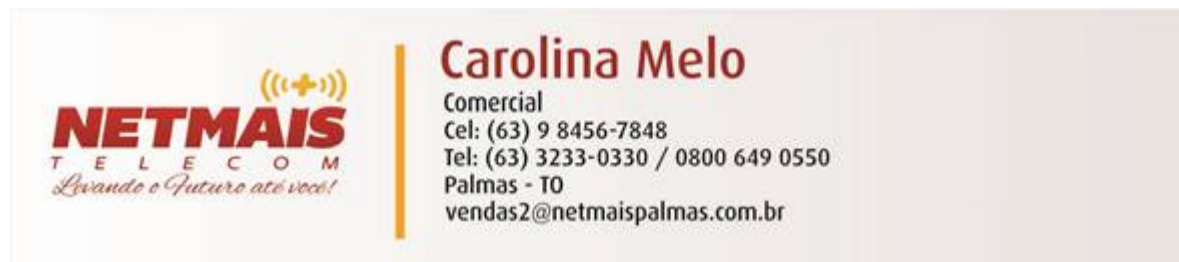 NETMAIS
TELECOM
Levando o Futuro até você!
Carolina Melo
Comercial
Cel: (63) 9 8456-7848
Tel: (63) 3233-0330 / 0800 649 0550
Palmas - TO
vendas2@netmaispalmas.com.br